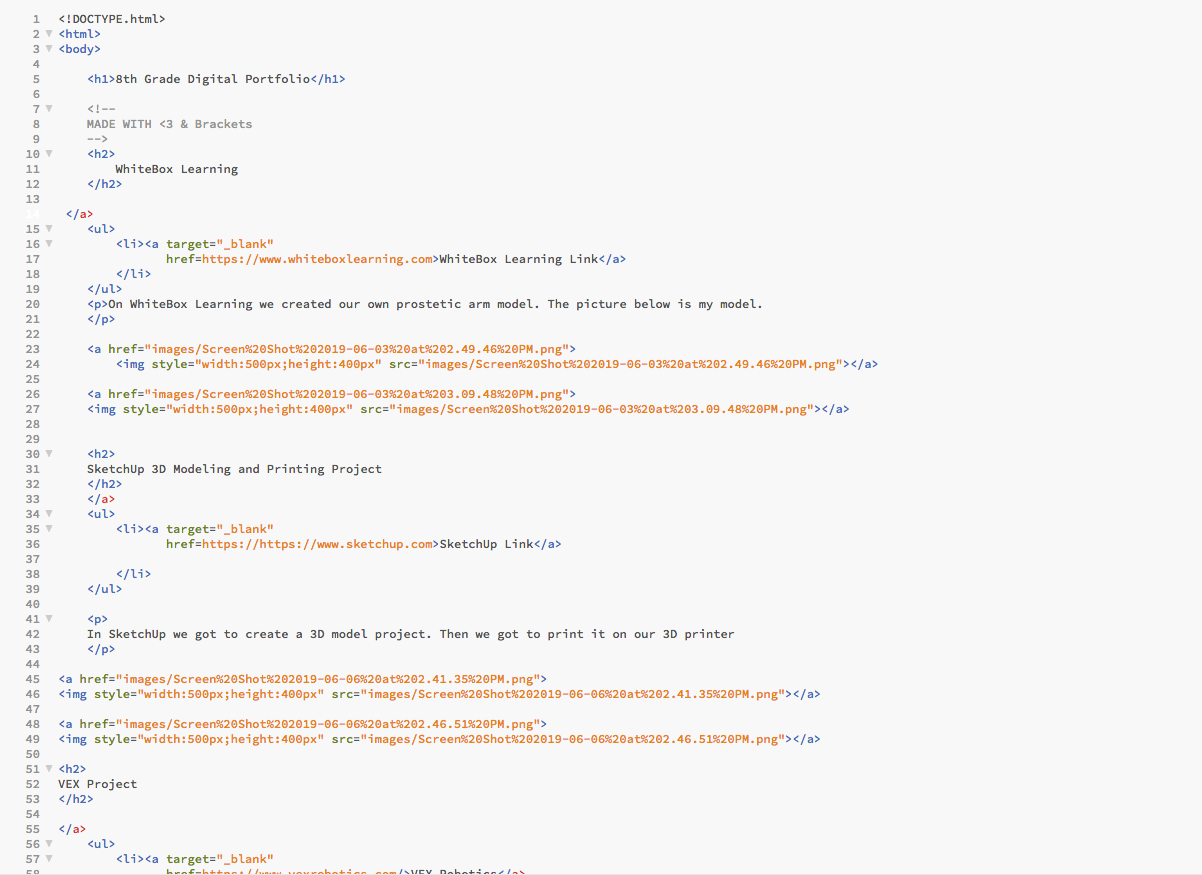 1 <!DOCTYPE.html>
2 <html>
3 <body>
4
5 <h1>8th Grade Digital Portfolio</h1>
6
7 <!--
8 MADE WITH <3 & Brackets
9 -->
10 <h2>
11 WhiteBox Learning
12 </h2>
13
14 </a>
15 <ul>
16 <li><a target="_blank"
17 href=https://www.whiteboxlearning.com>WhiteBox Learning Link</a>
18 </li>
19 </ul>
20 <p>On WhiteBox Learning we created our own prostetic arm model. The picture below is my model.
21 </p>
22
23 <a href="images/Screen%20Shot%202019-06-03%20at%202.49.46%20PM.png">
24 <img style="width:500px;height:400px" src="images/Screen%20Shot%202019-06-03%20at%202.49.46%20PM.png"></a>
25
26 <a href="images/Screen%20Shot%202019-06-03%20at%203.09.48%20PM.png">
27 <img style="width:500px;height:400px" src="images/Screen%20Shot%202019-06-03%20at%203.09.48%20PM.png"></a>
28
29
30 <h2>
31 SketchUp 3D Modeling and Printing Project
32 </h2>
33 </a>
34 <ul>
35 <li><a target="_blank"
36 href=https://https://www.sketchup.com>SketchUp Link</a>
37
38 </li>
39 </ul>
40
41 <p>
42 In SketchUp we got to create a 3D model project. Then we got to print it on our 3D printer
43 </p>
44
45 <a href="images/Screen%20Shot%202019-06-06%20at%202.41.35%20PM.png">
46 <img style="width:500px;height:400px" src="images/Screen%20Shot%202019-06-06%20at%202.41.35%20PM.png"></a>
47
48 <a href="images/Screen%20Shot%202019-06-06%20at%202.46.51%20PM.png">
49 <img style="width:500px;height:400px" src="images/Screen%20Shot%202019-06-06%20at%202.46.51%20PM.png"></a>
50
51 <h2>
52 VEX Project
53 </h2>
54
55 </a>
56 <ul>
57 <li><a target="_blank"
58 href=https://www.vexrobotics.com/>VEX Robotics</a>